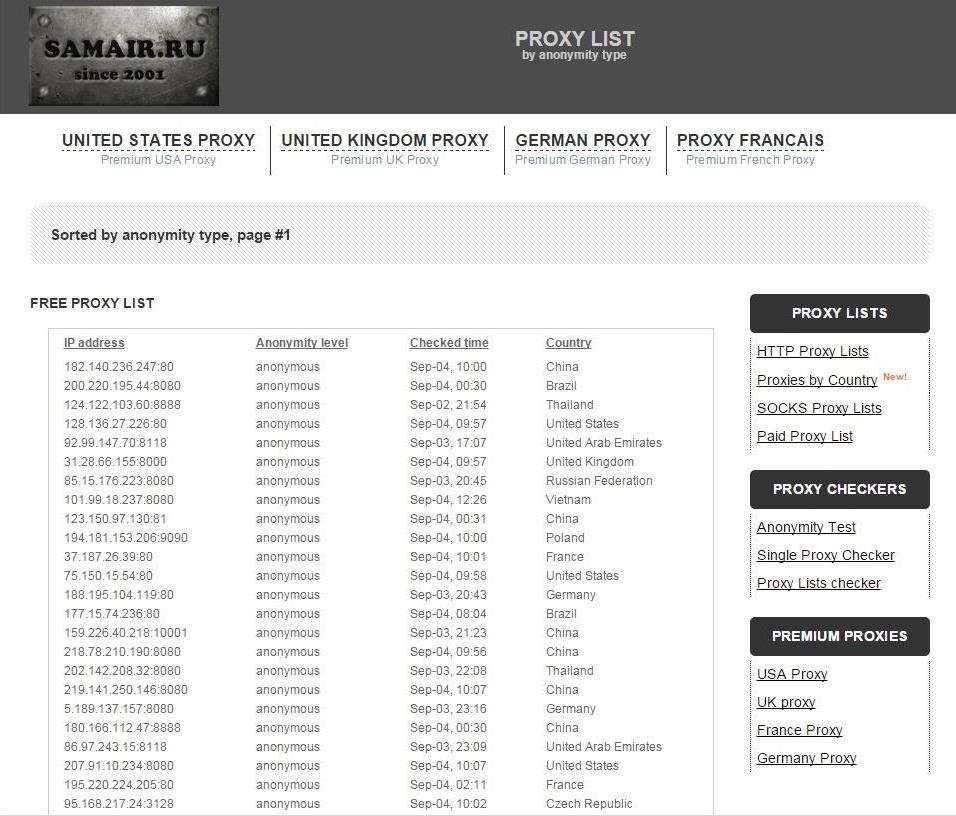 SAMAIR.RU
since 2001
PROXY LIST
by anonymity type
UNITED STATES PROXY UNITED KINGDOM PROXY GERMAN PROXY PROXY FRANCAIS
Premium USA Proxy Premium UK Proxy Premium German Proxy Premium French Proxy
Sorted by anonymity type, page #1
FREE PROXY LIST
IP address Anonymity level Checked time Country
182.140.236.247:80 anonymous Sep-04, 10:00 China
200.220.195.44:8080 anonymous Sep-04, 00:30 Brazil
124.122.103.60:8888 anonymous Sep-02, 21:54 Thailand
128.136.27.226:80 anonymous Sep-04, 09:57 United States
92.99.147.70:8118 anonymous Sep-03, 17:07 United Arab Emirates
31.28.66.155:8000 anonymous Sep-04, 09:57 United Kingdom
85.15.176.223:8080 anonymous Sep-03, 20:45 Russian Federation
101.99.18.237:8080 anonymous Sep-04, 12:26 Vietnam
123.150.97.130:81 anonymous Sep-04, 00:31 China
194.181.153.206:9090 anonymous Sep-04, 10:00 Poland
37.187.26.39:80 anonymous Sep-04, 10:01 France
75.150.15.54:80 anonymous Sep-04, 09:58 United States
188.195.104.119:80 anonymous Sep-03, 20:43 Germany
177.15.74.236:80 anonymous Sep-04, 08:04 Brazil
159.226.40.218:10001 anonymous Sep-03, 21:23 China
218.78.210.190:8080 anonymous Sep-04, 09:56 China
202.142.208.32:8080 anonymous Sep-03, 22:08 Thailand
219.141.250.146:8080 anonymous Sep-04, 10:07 China
5.189.137.157:8080 anonymous Sep-03, 23:16 Germany
180.166.112.47:8888 anonymous Sep-04, 00:30 China
86.97.243.15:8118 anonymous Sep-03, 23:09 United Arab Emirates
207.91.10.234:8080 anonymous Sep-04, 10:07 United States
195.220.224.205:80 anonymous Sep-04, 02:11 France
95.168.217.24:3128 anonymous Sep-04, 10:02 Czech Republic
PROXY LISTS
HTTP Proxy Lists
Proxies by Country New!
SOCKS Proxy Lists
Paid Proxy List
PROXY CHECKERS
Anonymity Test
Single Proxy Checker
Proxy Lists checker
PREMIUM PROXIES
USA Proxy
UK proxy
France Proxy
Germany Proxy